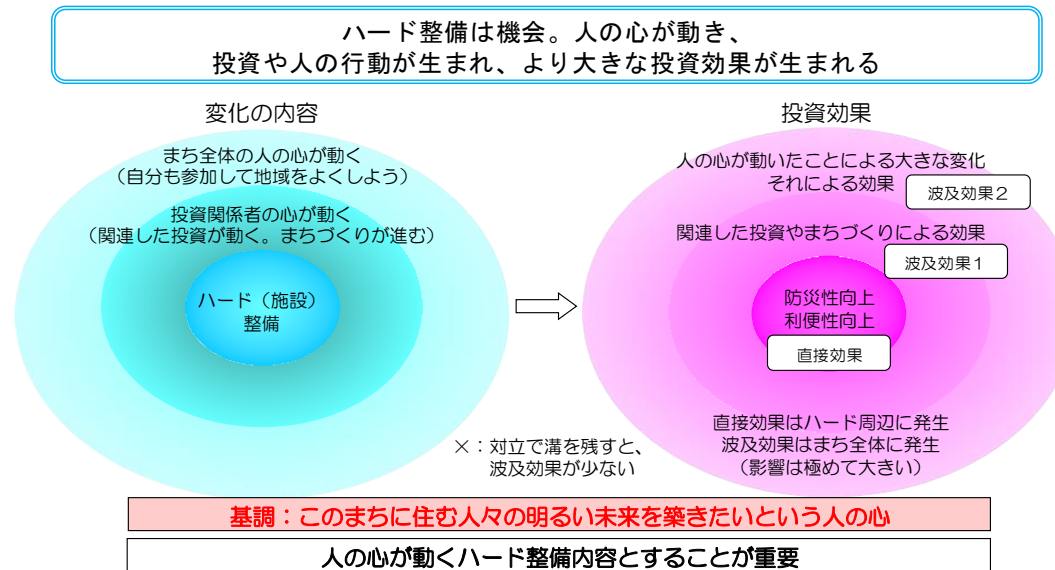 ハード整備は機会。人の心が動き、
投資や人の行動が生まれ、より大きな投資効果が生まれる
変化の内容
まち全体の人の心が動く
（自分も参加して地域をよくしよう）
投資関係者の心が動く
（関連した投資が動く。まちづくりが進む）
ハード（施設）
整備
投資効果
人の心が動いたことによる大きな変化
それによる効果
波及効果２
関連した投資やまちづくりによる効果
波及効果１
防災性向上
利便性向上
直接効果
直接効果はハード周辺に発生
波及効果はまち全体に発生
（影響は極めて大きい）
×：対立で溝を残すと、
波及効果が少ない
基調：このまちに住む人々の明るい未来を築きたいという人の心
人の心が動くハード整備内容とすることが重要